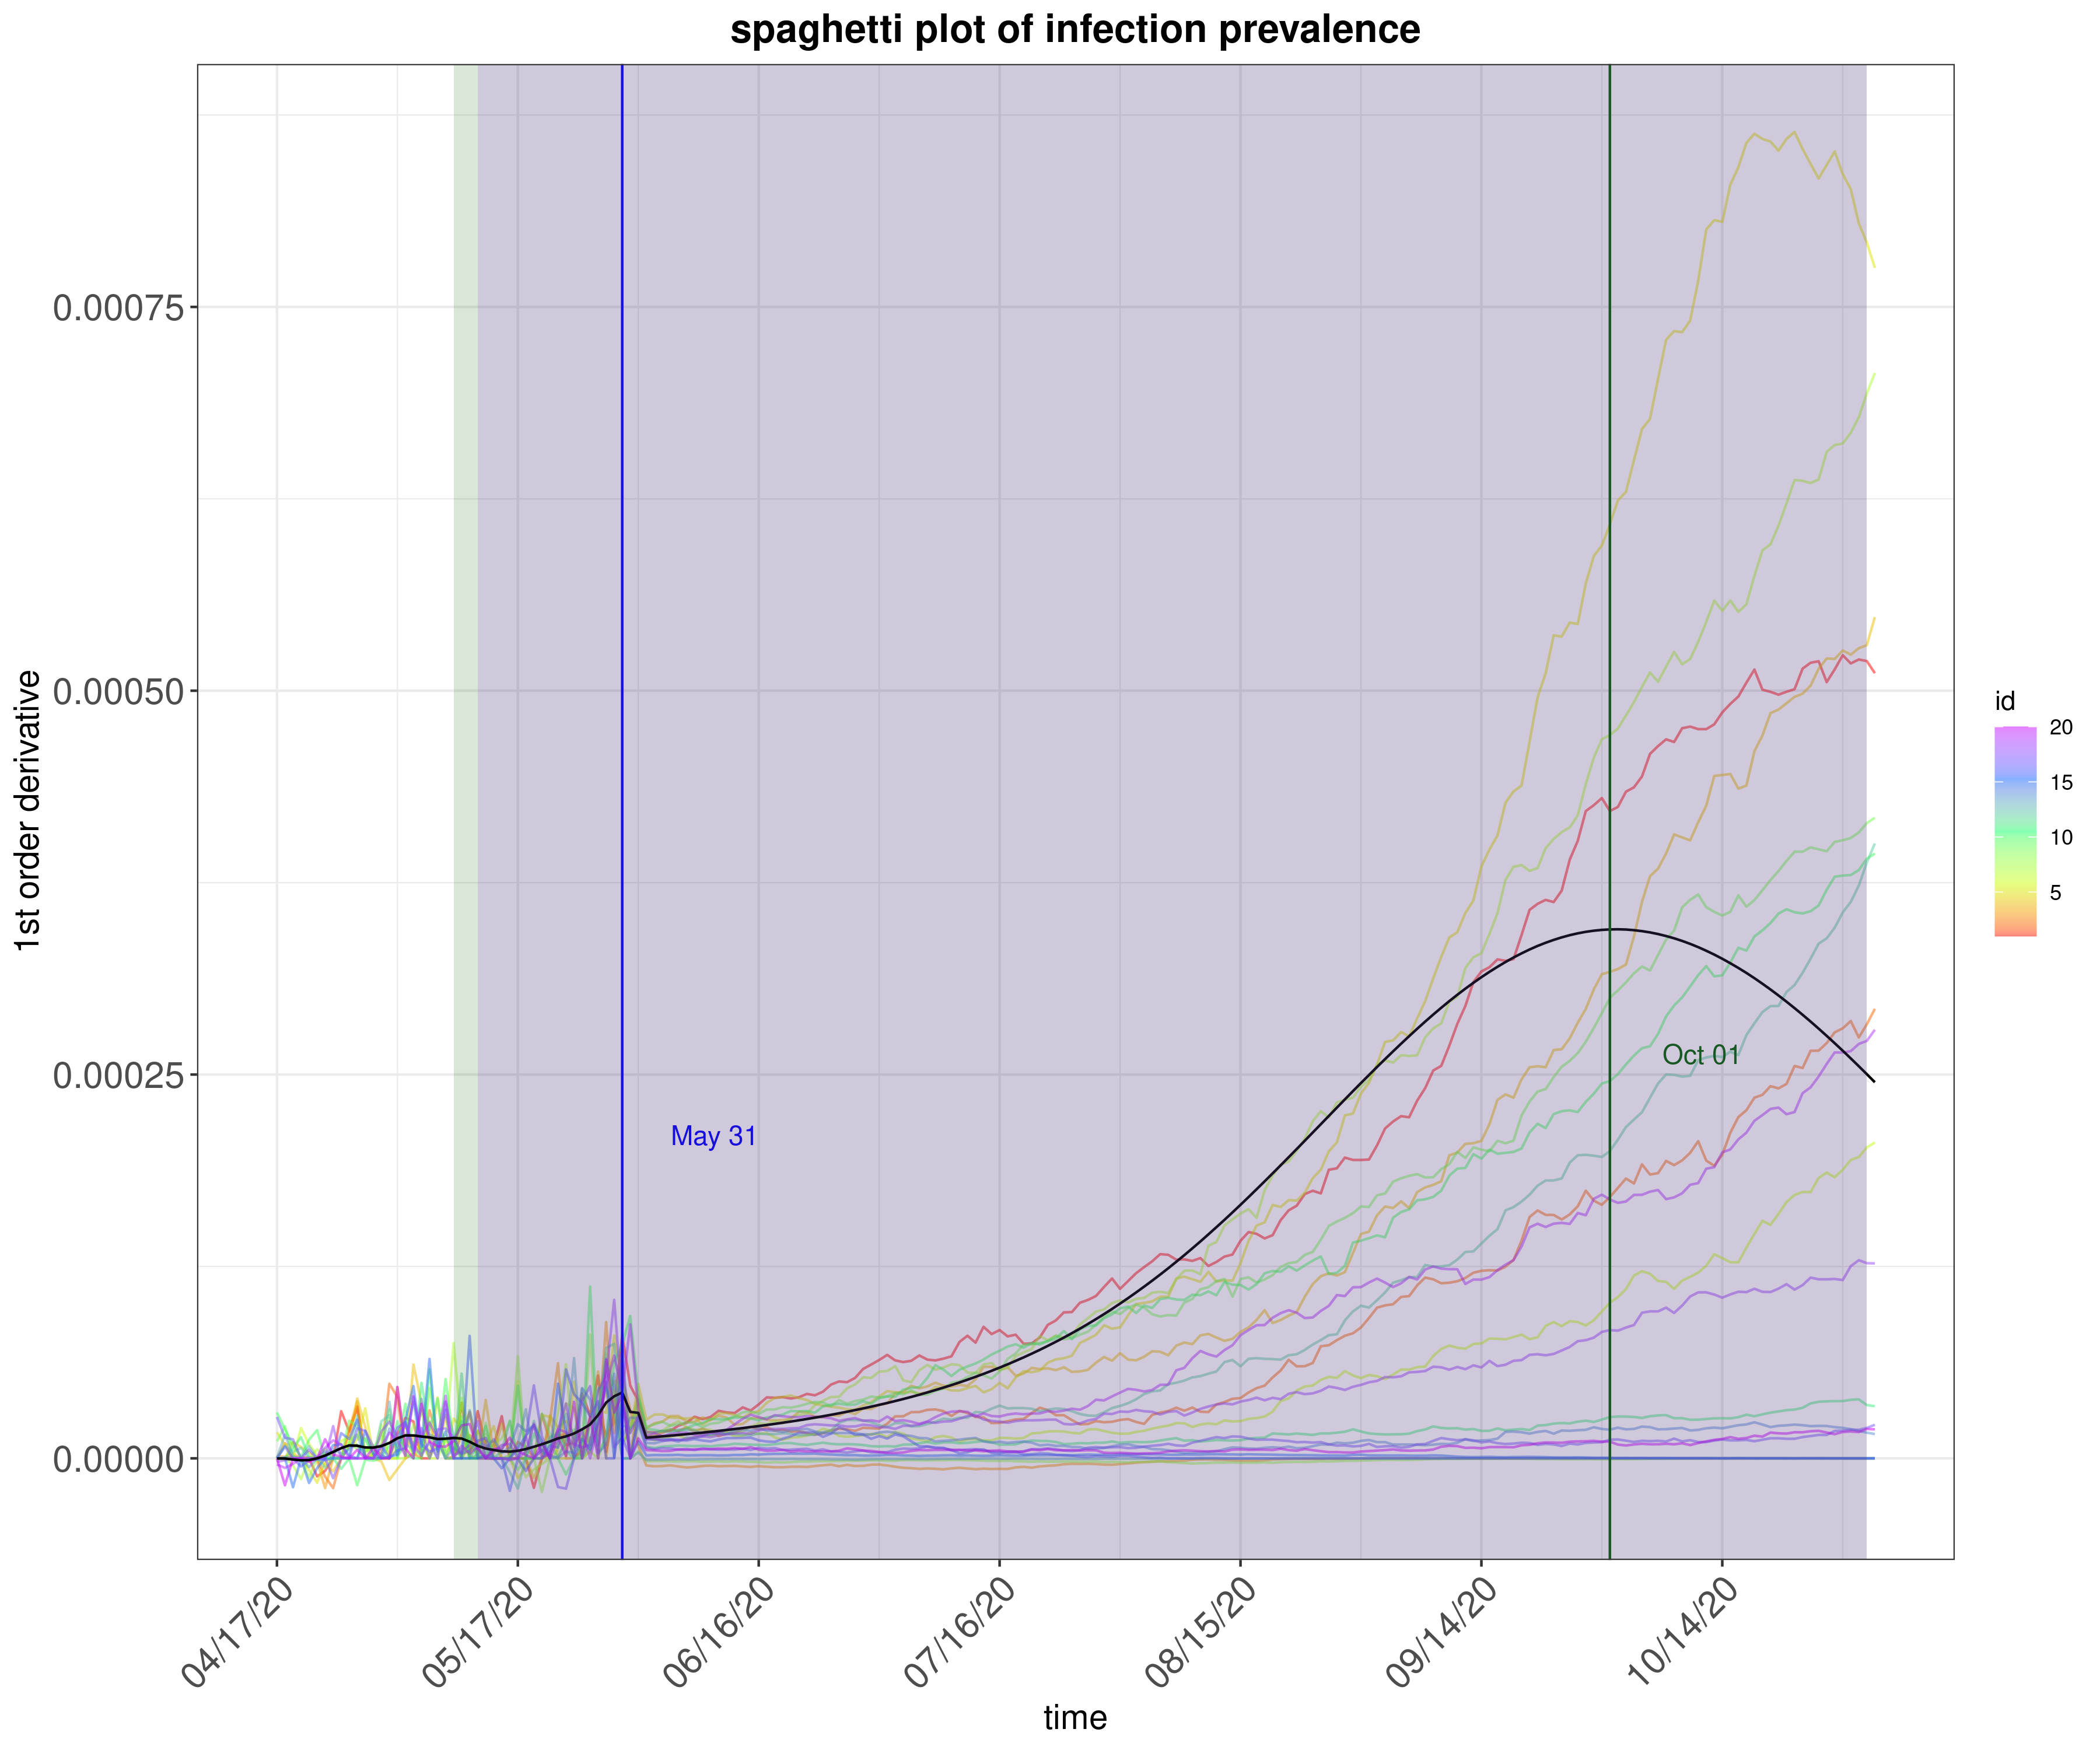 spaghetti plot of infection prevalence
1st order derivative
0.00075
0.00050
0.00025
0.00000
May 31
Oct 01
04/17/20
05/17/20
06/16/20
07/16/20
08/15/20
09/14/20
10/14/20
time
id
20
15
10
5